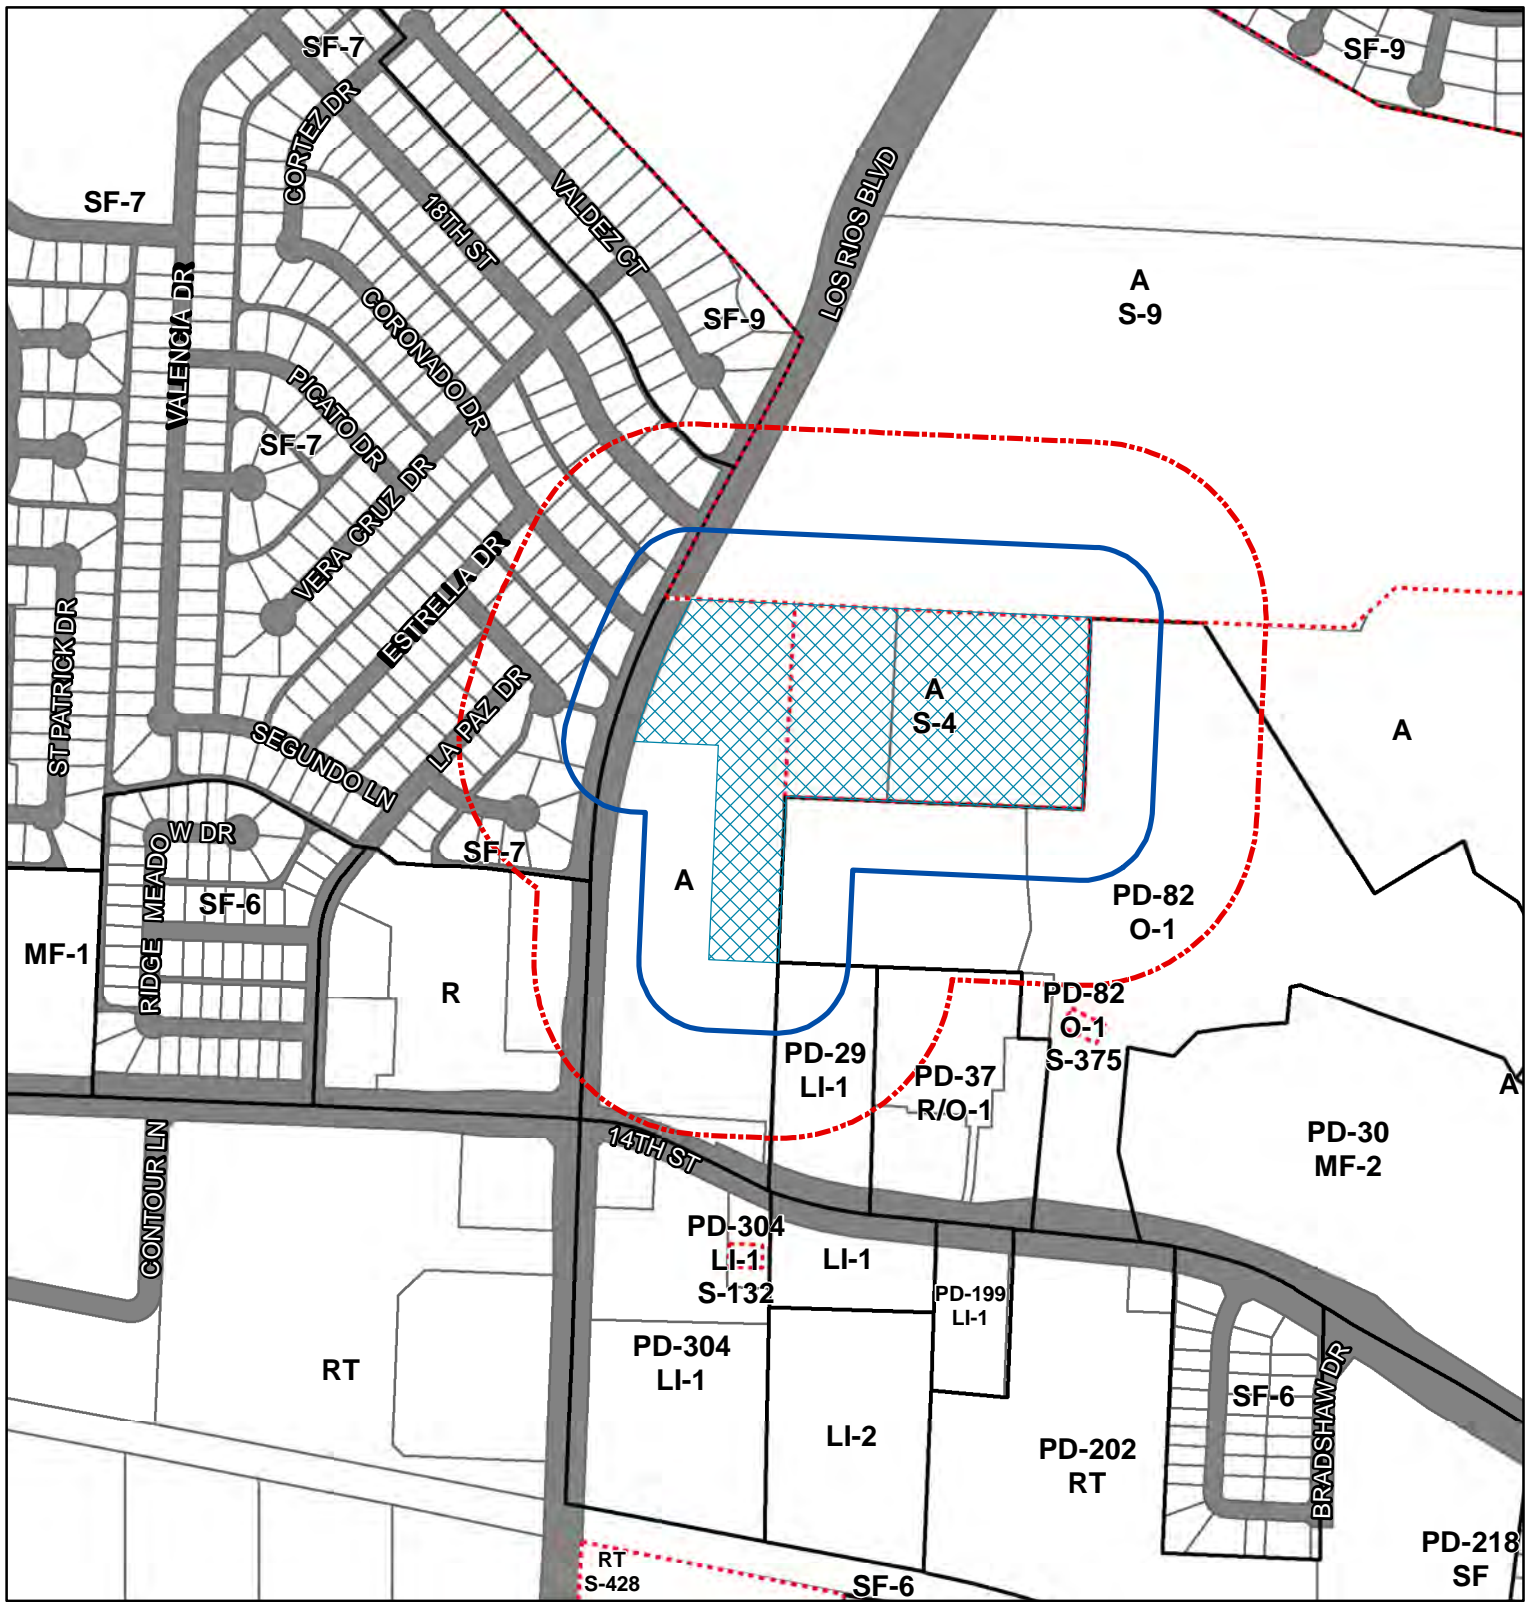 SF-7
SF-9
CORTEZ DR
SF-7
18TH ST
VALDEZ CT
LOS RIOS BLVD
A
S-9
VALENCIA DR
CORONADO DR
SF-9
PICATO DR
SF-7
VERA CRUZ DR
ESTRELLA DR
ST PATRICK DR
LA PAZ DR
A
S-4
A
SEGUNDO LN
RIDGE MEADOW DR
SF-7
A
SF-6
PD-82
O-1
MF-1
R
PD-82
O-1
S-375
PD-29
LI-1
PD-37
R/O-1
A
14TH ST
PD-30
MF-2
CONTOUR LN
PD-304
LI-1
S-132
LI-1
PD-199
LI-1
PD-304
LI-1
RT
SF-6
BRADSHAW DR
LI-2
PD-202
RT
PD-218
SF
RT
S-428
SF-6